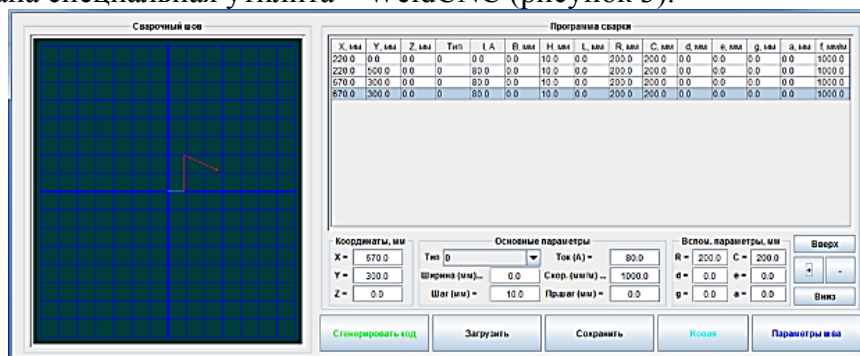 ана специальная утилита – WeldCNC (рисунок 3).
Сварочный шов
Программа сварки
X, мм Y, мм Z, мм Тип I, A B, мм H, мм L, мм R, мм C, мм d, мм e, мм g, мм a, мм f, мм/м
220.0 0.0 0.0 0 0.0 0.0 10.0 0.0 200.0 200.0 0.0 0.0 0.0 0.0 1000.0
220.0 500.0 0.0 0 80.0 0.0 10.0 0.0 200.0 200.0 0.0 0.0 0.0 0.0 1000.0
670.0 300.0 0.0 0 80.0 0.0 10.0 0.0 200.0 200.0 0.0 0.0 0.0 0.0 1000.0
670.0 300.0 0.0 0 80.0 0.0 10.0 0.0 200.0 200.0 0.0 0.0 0.0 0.0 1000.0
Координаты, мм
X = 670.0
Y = 300.0
Z = 0.0
Основные параметры
Тип 0 Ток (А) = 80.0
Ширина (мм)... 0.0 Скор. (мм/м) ... 1000.0
Шаг (мм) = 10.0 Пр.шаг (мм) = 0.0
Вспом. параметры, мм
R = 200.0 C = 200.0
d = 0.0 e = 0.0
g = 0.0 a = 0.0
Вверх
+ -
Вниз
Сгенерировать код Загрузить Сохранить Новая Параметры шва